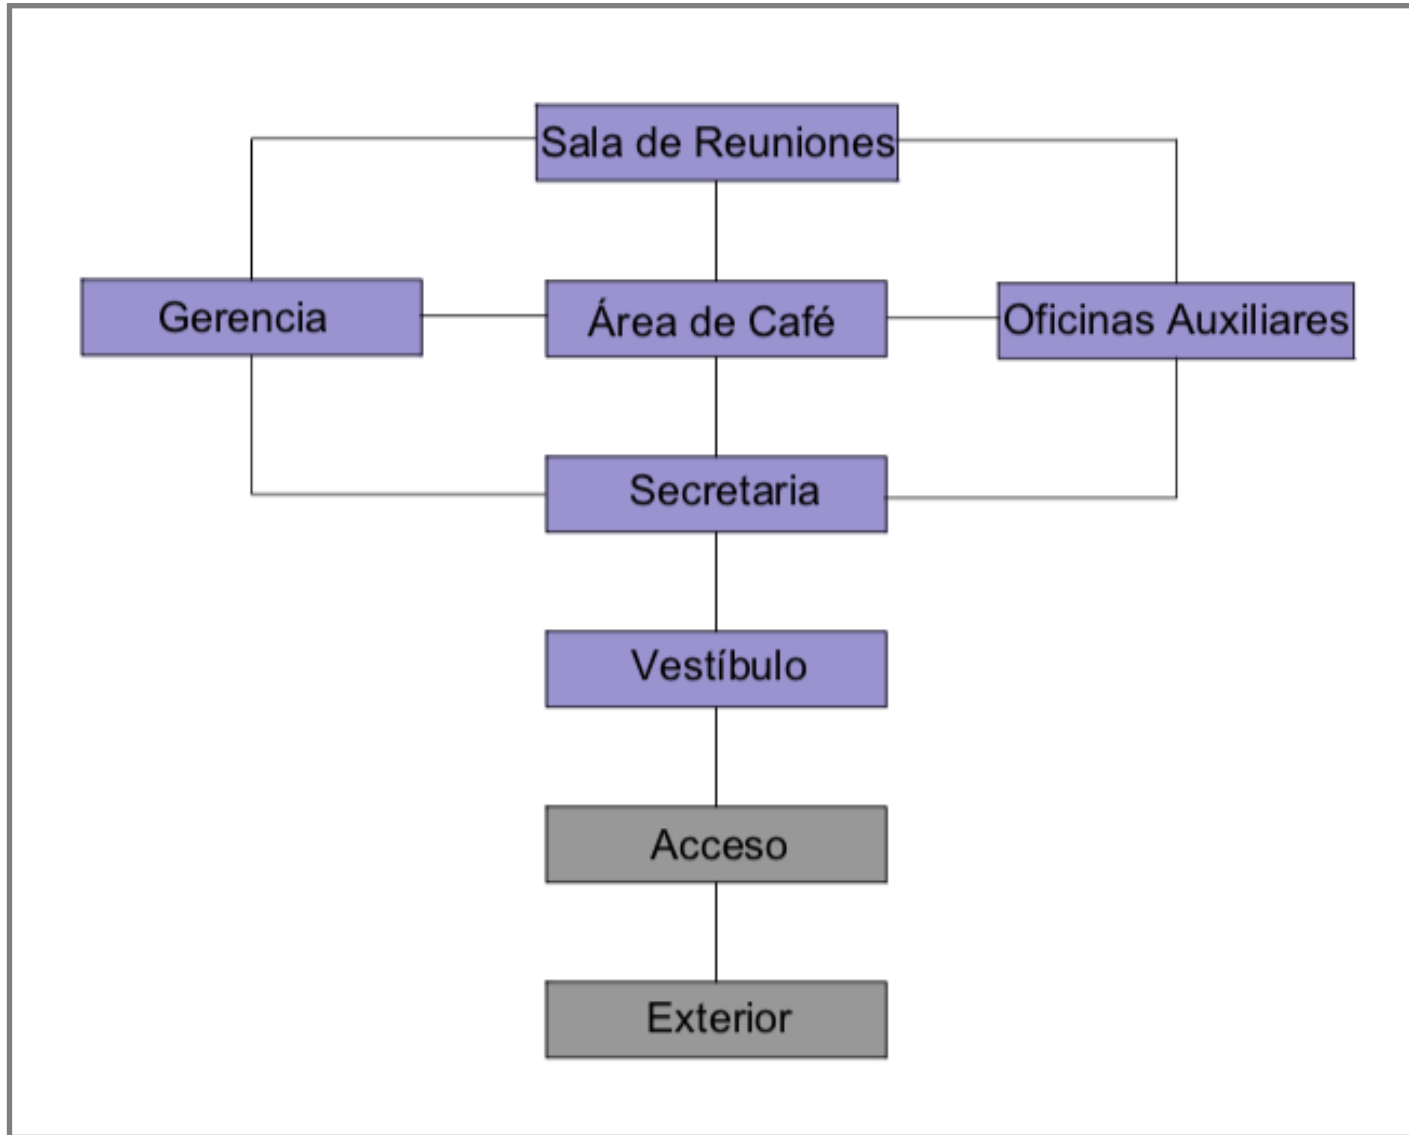 Sala de Reuniones
Gerencia
Área de Café
Oficinas Auxiliares
Secretaria
Vestíbulo
Acceso
Exterior